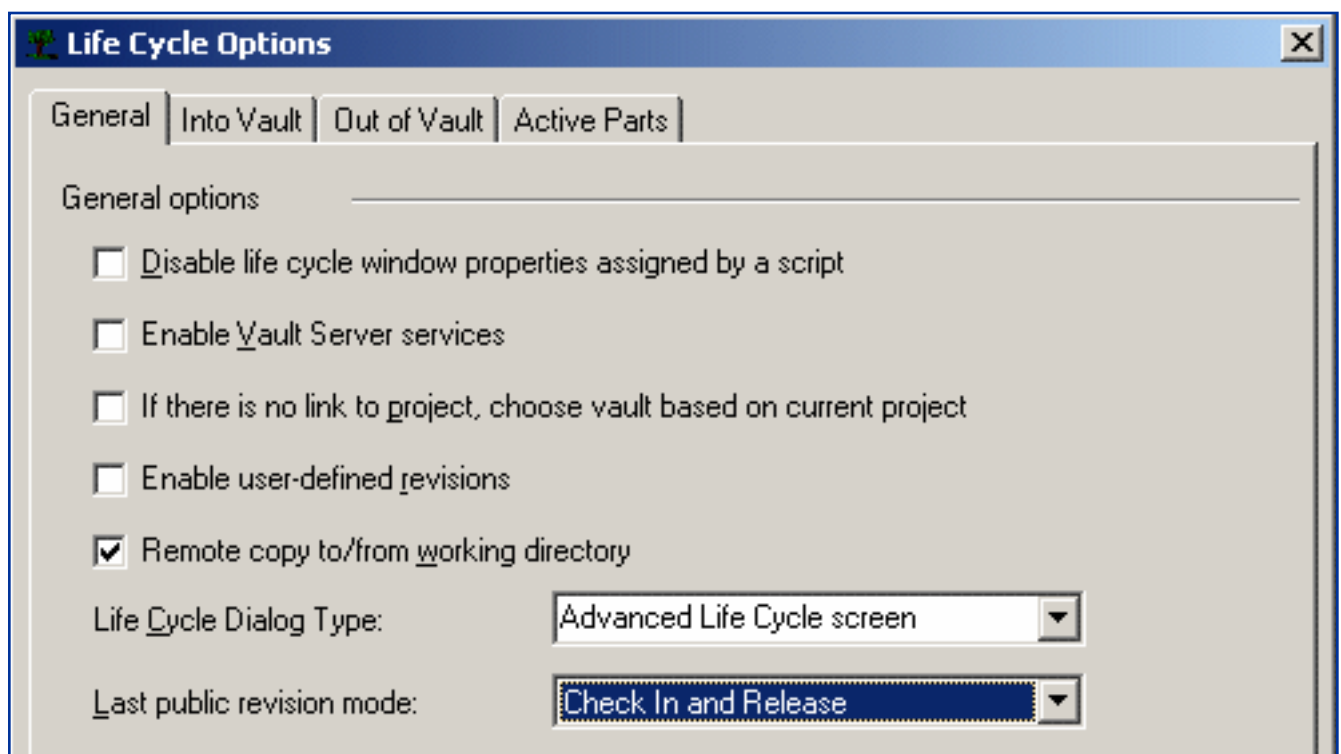 Life Cycle Options
General Into Vault Out of Vault Active Parts
General options
Disable life cycle window properties assigned by a script
Enable Vault Server services
If there is no link to project, choose vault based on current project
Enable user-defined revisions
Remote copy to/from working directory
Life Cycle Dialog Type: Advanced Life Cycle screen
Last public revision mode: Check In and Release